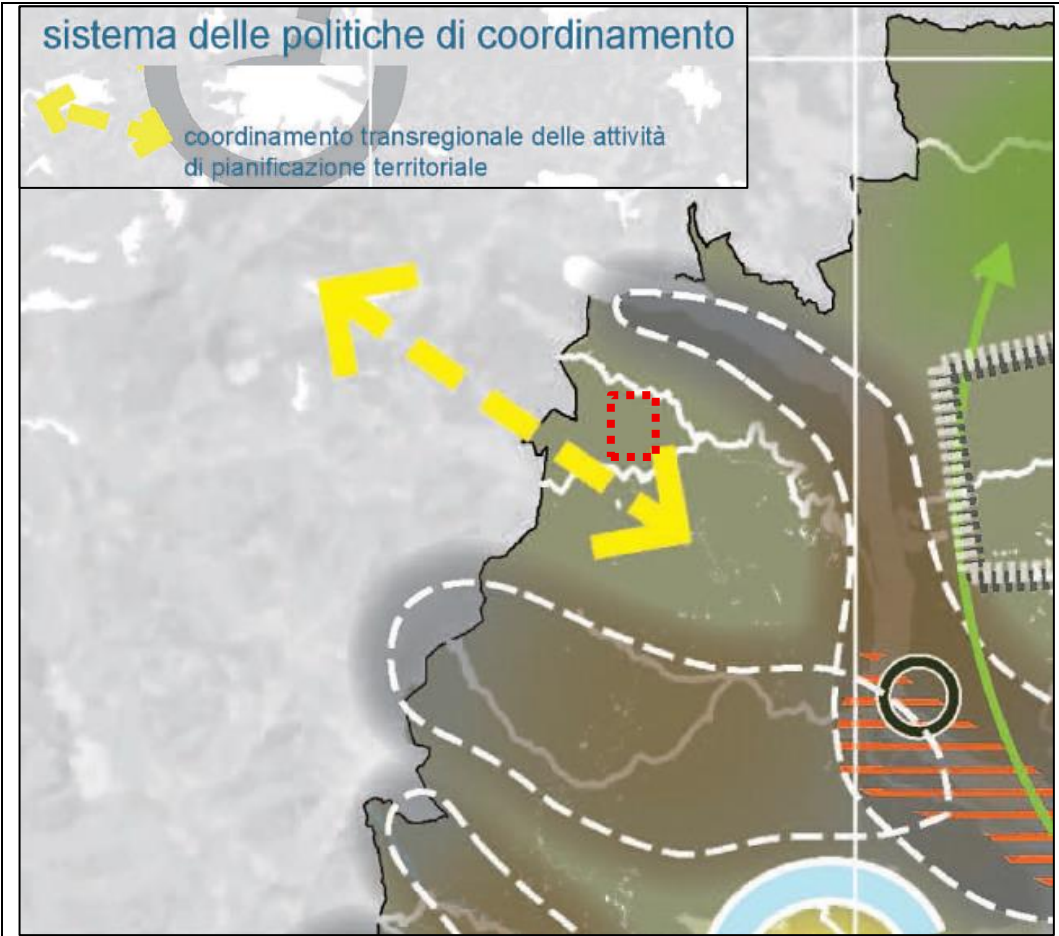 sistema delle politiche di coordinamento
coordinamento transregionale delle attività
di pianificazione territoriale